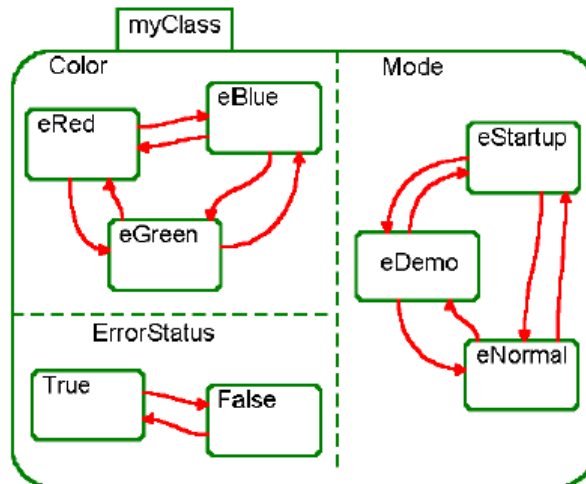 myClass
Color
eRed
eBlue
eGreen
Mode
eStartup
eDemo
eNormal
ErrorStatus
True
False